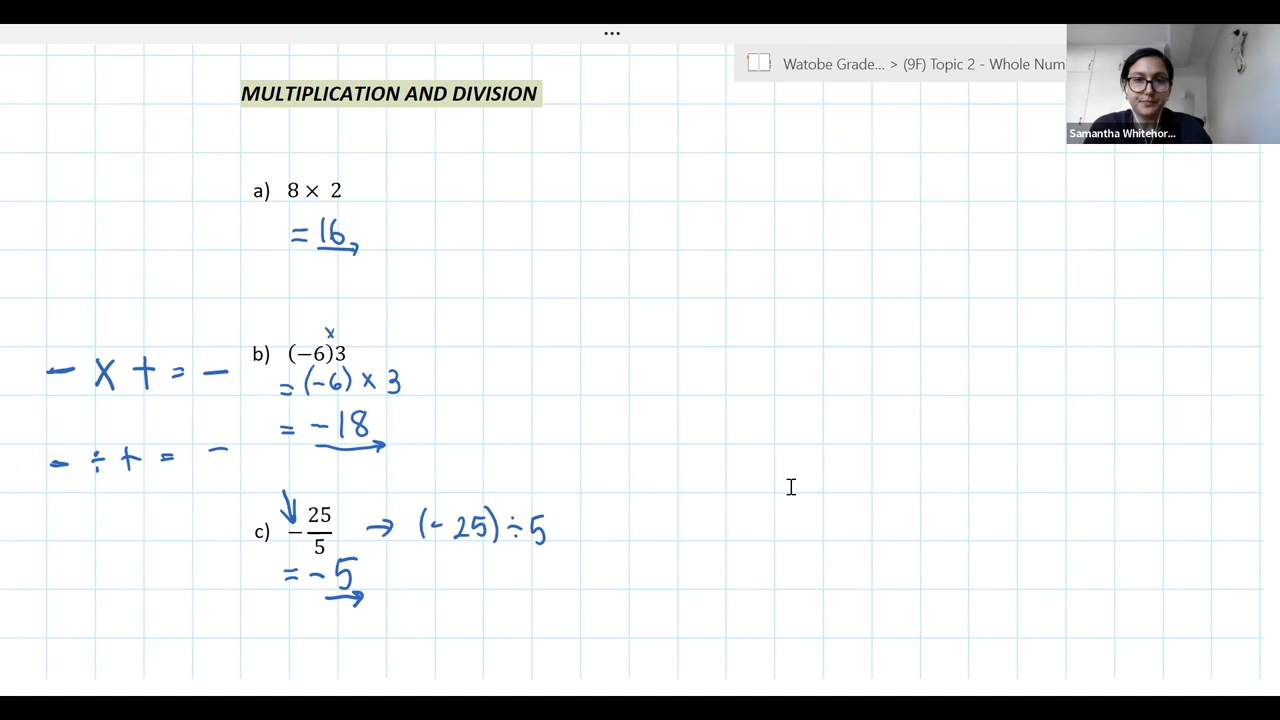 ...
Watobe Grade... > (9F) Topic 2 - Whole Num
Samantha Whitehor...
MULTIPLICATION AND DIVISION
a) 8 × 2
= 16
b) (−6)3
x
= (-6) x 3
= -18
- x + = -
- ÷ + = -
c) − 25/5 → (- 25) ÷ 5
= - 5